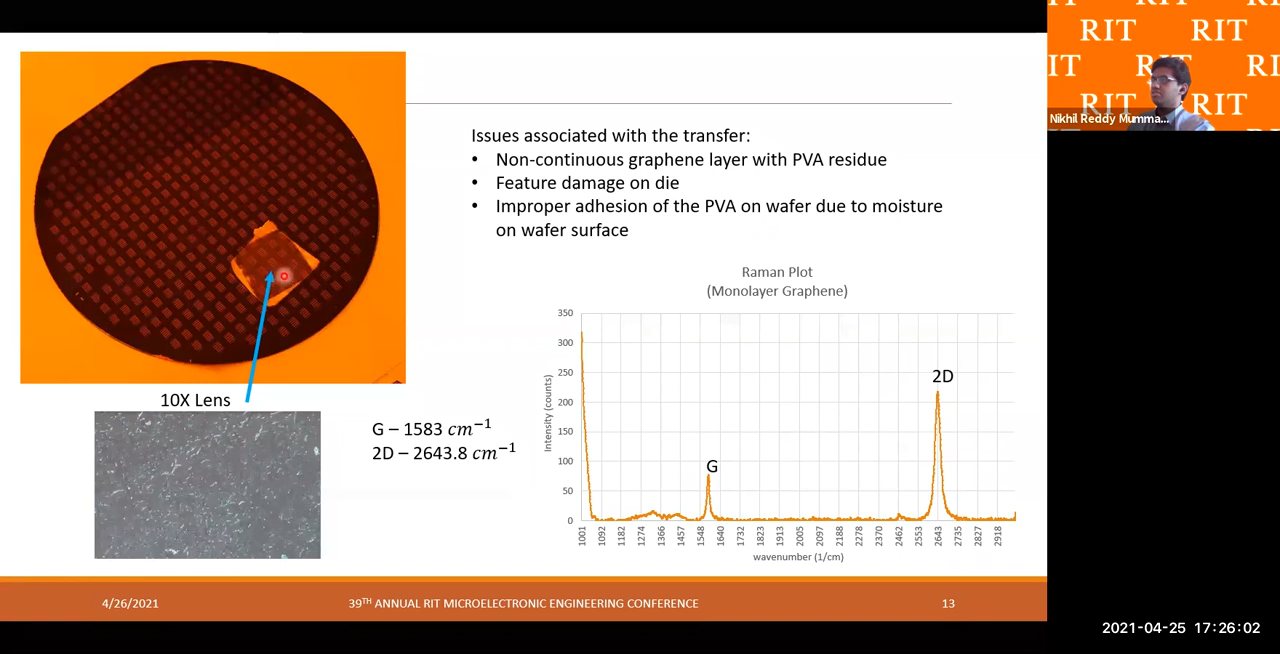 Issues associated with the transfer:
• Non-continuous graphene layer with PVA residue
• Feature damage on die
• Improper adhesion of the PVA on wafer due to moisture
on wafer surface
10X Lens
G – 1583 cm⁻¹
2D – 2643.8 cm⁻¹
Raman Plot
(Monolayer Graphene)
Intensity (counts)
350
300
250
200
150
100
50
0
G
2D
1001 1092 1182 1274 1366 1457 1548 1640 1732 1823 1913 2005 2097 2188 2278 2370 2462 2553 2643 2735 2827 2918
wavenumber (1/cm)
4/26/2021 39TH ANNUAL RIT MICROELECTRONIC ENGINEERING CONFERENCE 13
RIT RIT
IT RIT RI
RIT RIT
Nikhil Reddy Mumma...
2021-04-25 17:26:02